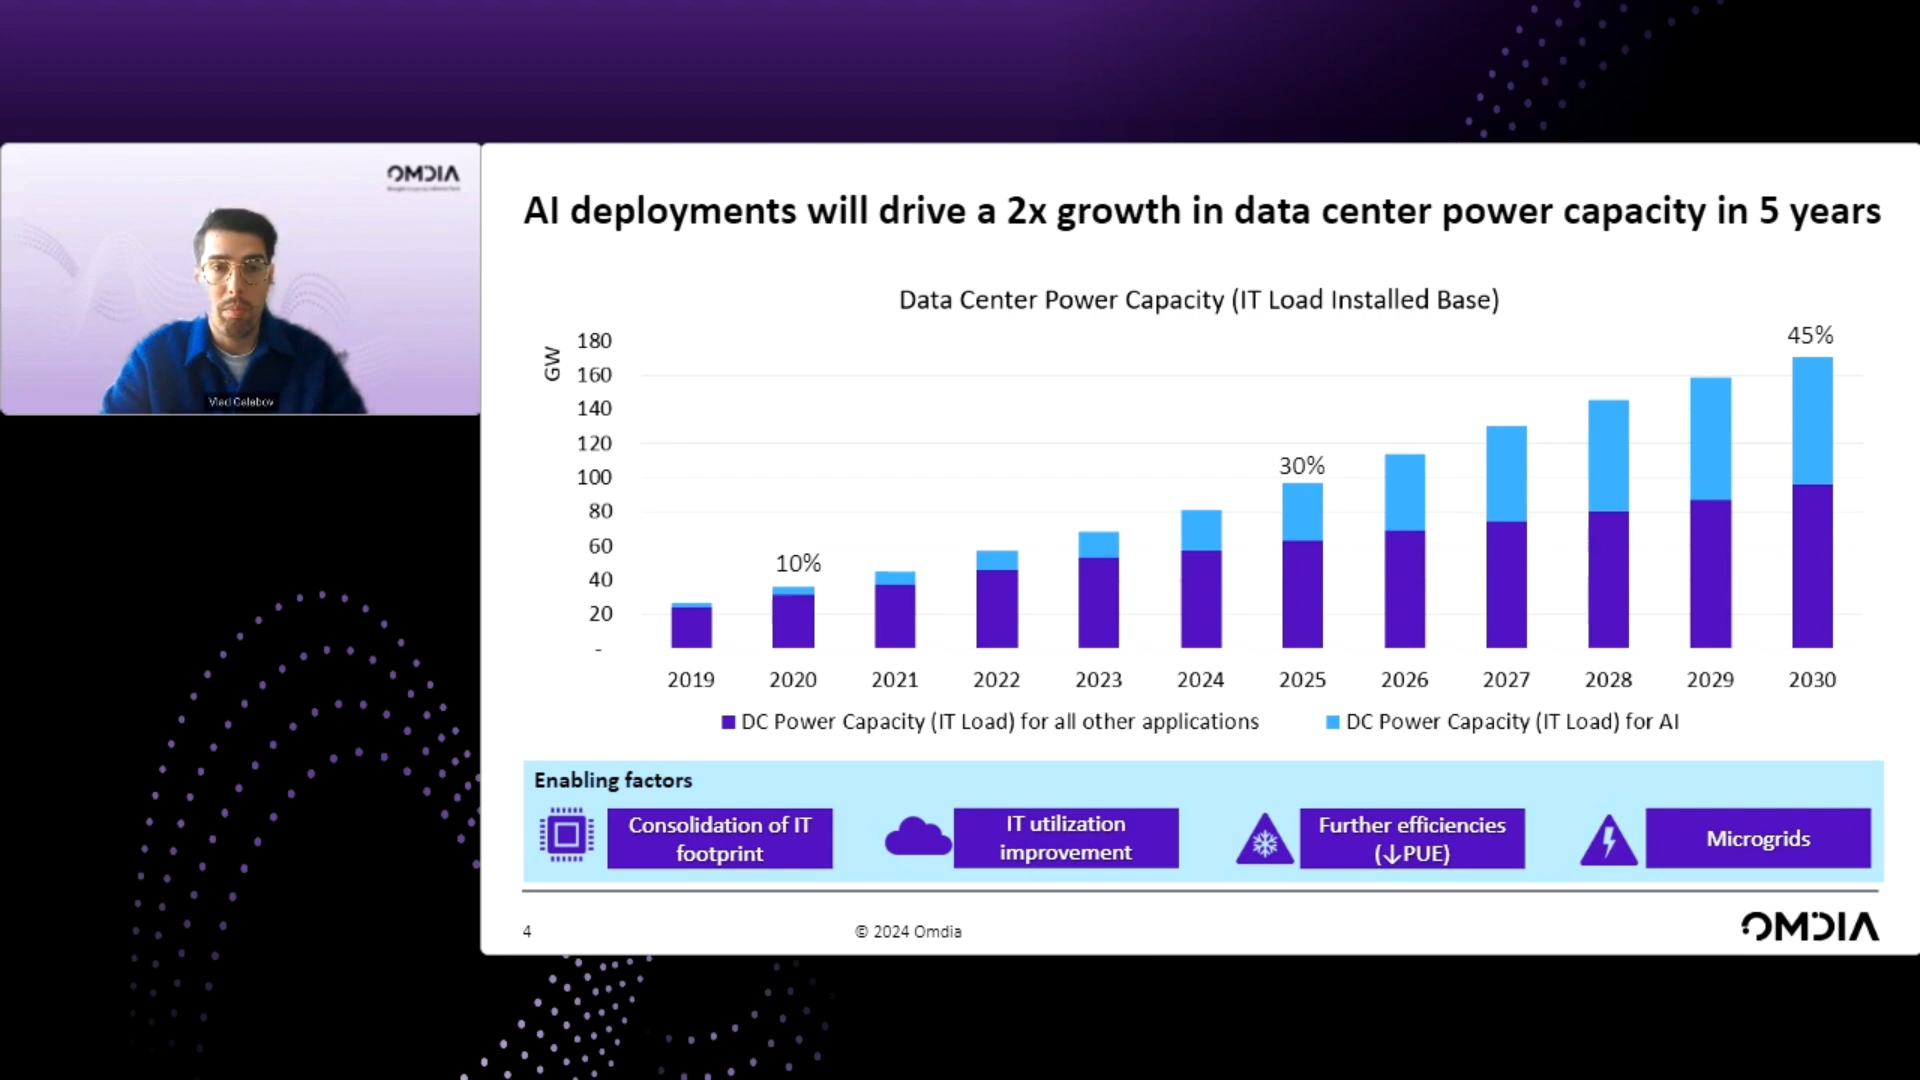 OMDIA
Vlad Galabov
AI deployments will drive a 2x growth in data center power capacity in 5 years
Data Center Power Capacity (IT Load Installed Base)
GW
180
160
140
120
100
80
60
40
20
-
10%
30%
45%
2019 2020 2021 2022 2023 2024 2025 2026 2027 2028 2029 2030
DC Power Capacity (IT Load) for all other applications
DC Power Capacity (IT Load) for AI
Enabling factors
Consolidation of IT
footprint
IT utilization
improvement
Further efficiencies
(↓PUE)
Microgrids
4
© 2024 Omdia
OMDIA